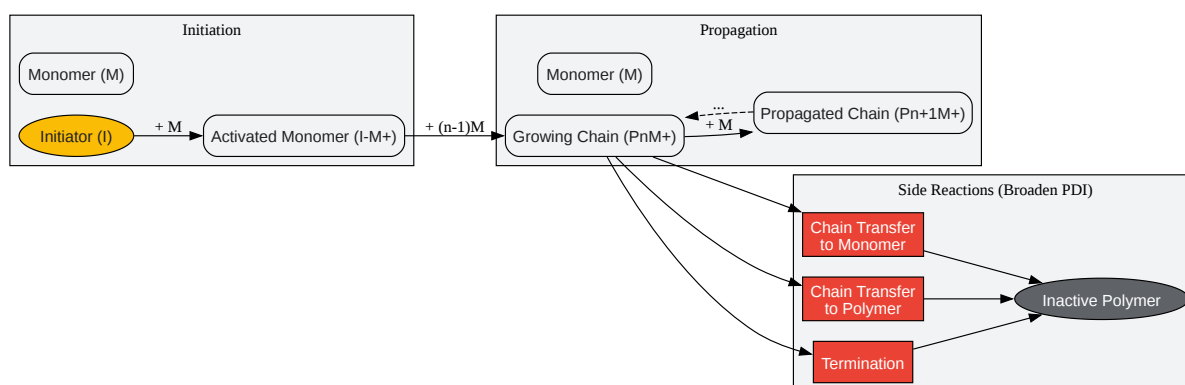 Initiation
Monomer (M)
Initiator (I)
+ M
Activated Monomer (I-M+)
+ (n-1)M
Propagation
Monomer (M)
Growing Chain (PnM+)
...
+ M
Propagated Chain (Pn+1M+)
Side Reactions (Broaden PDI)
Chain Transfer
to Monomer
Chain Transfer
to Polymer
Termination
Inactive Polymer